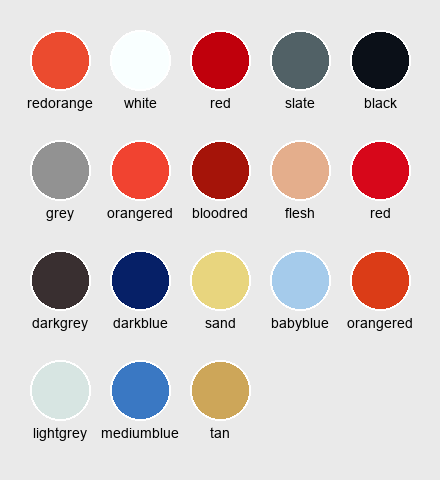 redorange white red slate black
grey orangered bloodred flesh red
darkgrey darkblue sand babyblue orangered
lightgrey mediumblue tan